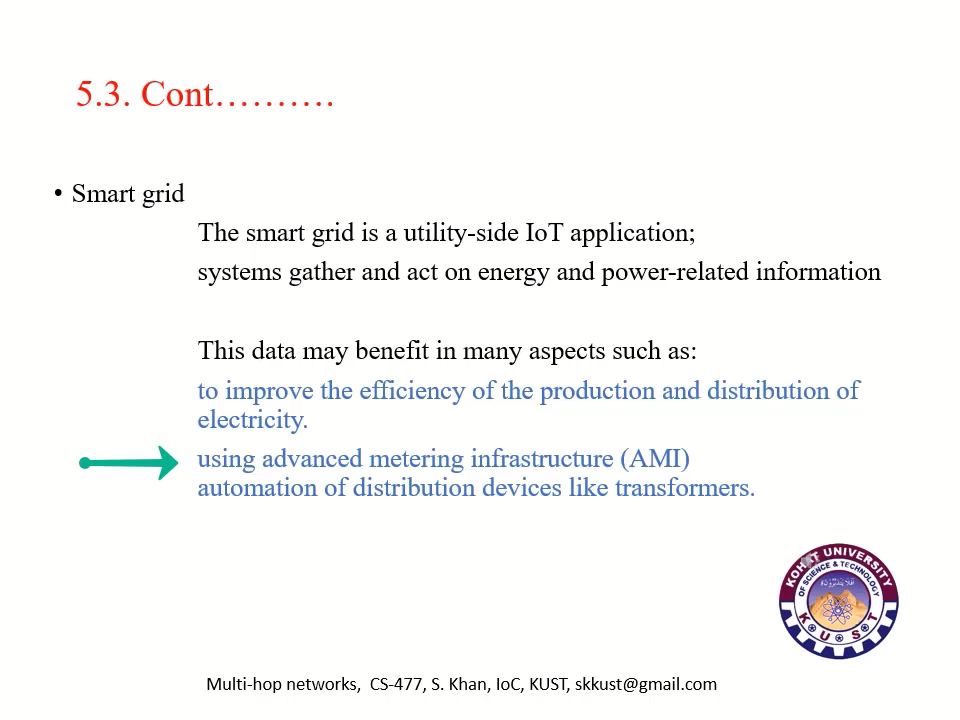 5.3. Cont……….
• Smart grid
The smart grid is a utility-side IoT application;
systems gather and act on energy and power-related information
This data may benefit in many aspects such as:
to improve the efficiency of the production and distribution of
electricity.
using advanced metering infrastructure (AMI)
automation of distribution devices like transformers.
KOHAT UNIVERSITY
OF SCIENCE & TECHNOLOGY
K U S T
Multi-hop networks, CS-477, S. Khan, IoC, KUST, skkust@gmail.com